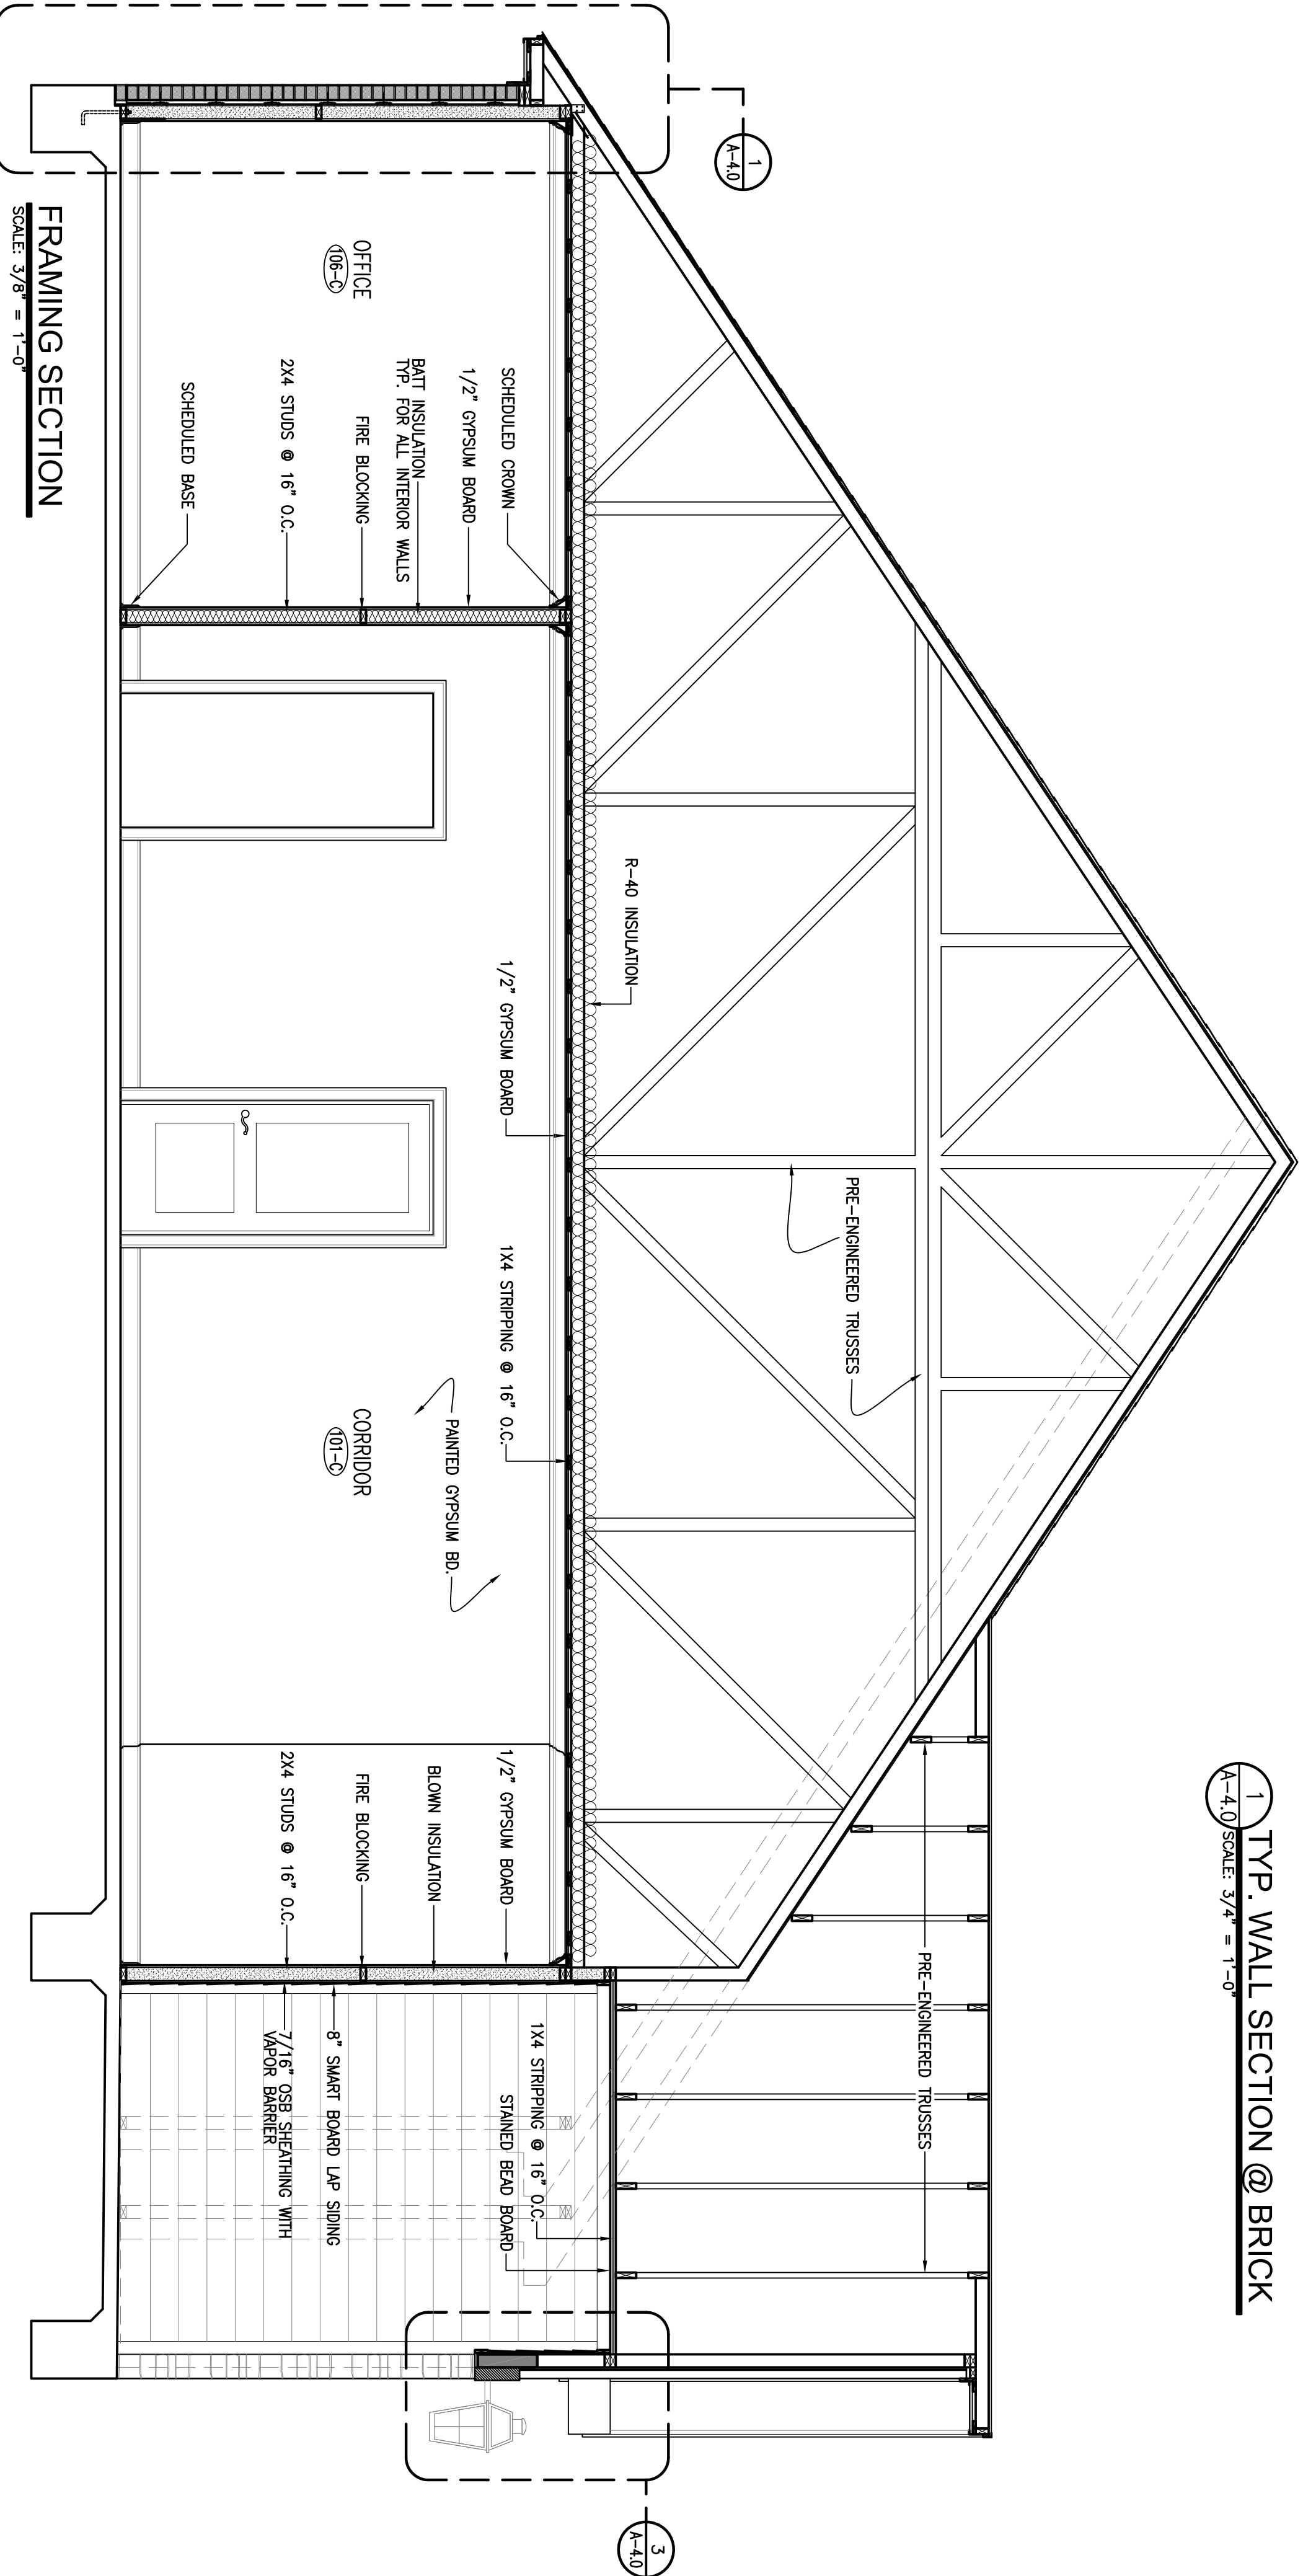 1
A-4.0
TYP. WALL SECTION @ BRICK
SCALE: 3/4" = 1'-0"
1
A-4.0
PRE-ENGINEERED TRUSSES
PRE-ENGINEERED TRUSSES
R-40 INSULATION
SCHEDULED CROWN
1/2" GYPSUM BOARD
BATT INSULATION
TYP. FOR ALL INTERIOR WALLS
FIRE BLOCKING
2X4 STUDS @ 16" O.C.
SCHEDULED BASE
OFFICE
106-C
1/2" GYPSUM BOARD
1X4 STRIPPING @ 16" O.C.
PAINTED GYPSUM BD.
CORRIDOR
101-C
1/2" GYPSUM BOARD
BLOWN INSULATION
FIRE BLOCKING
2X4 STUDS @ 16" O.C.
1X4 STRIPPING @ 16" O.C.
STAINED BEAD BOARD
8" SMART BOARD LAP SIDING
7/16" OSB SHEATHING WITH
VAPOR BARRIER
3
A-4.0
FRAMING SECTION
SCALE: 3/8" = 1'-0"